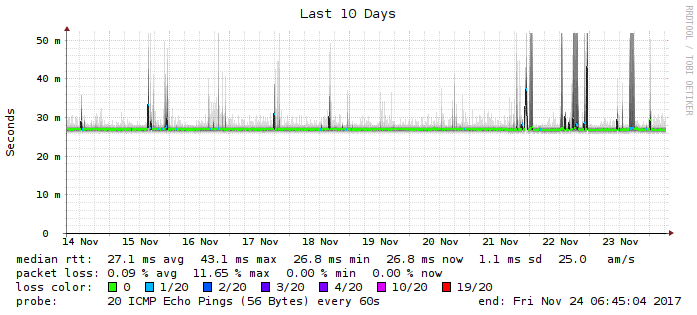 Last 10 Days
RRDTOOL / TOBI OETIKER
Seconds
50 m
40 m
30 m
20 m
10 m
0
14 Nov 15 Nov 16 Nov 17 Nov 18 Nov 19 Nov 20 Nov 21 Nov 22 Nov 23 Nov
median rtt: 27.1 ms avg 43.1 ms max 26.8 ms min 26.8 ms now 1.1 ms sd 25.0 am/s
packet loss: 0.09 % avg 11.65 % max 0.00 % min 0.00 % now
loss color: 0 1/20 2/20 3/20 4/20 10/20 19/20
probe: 20 ICMP Echo Pings (56 Bytes) every 60s end: Fri Nov 24 06:45:04 2017